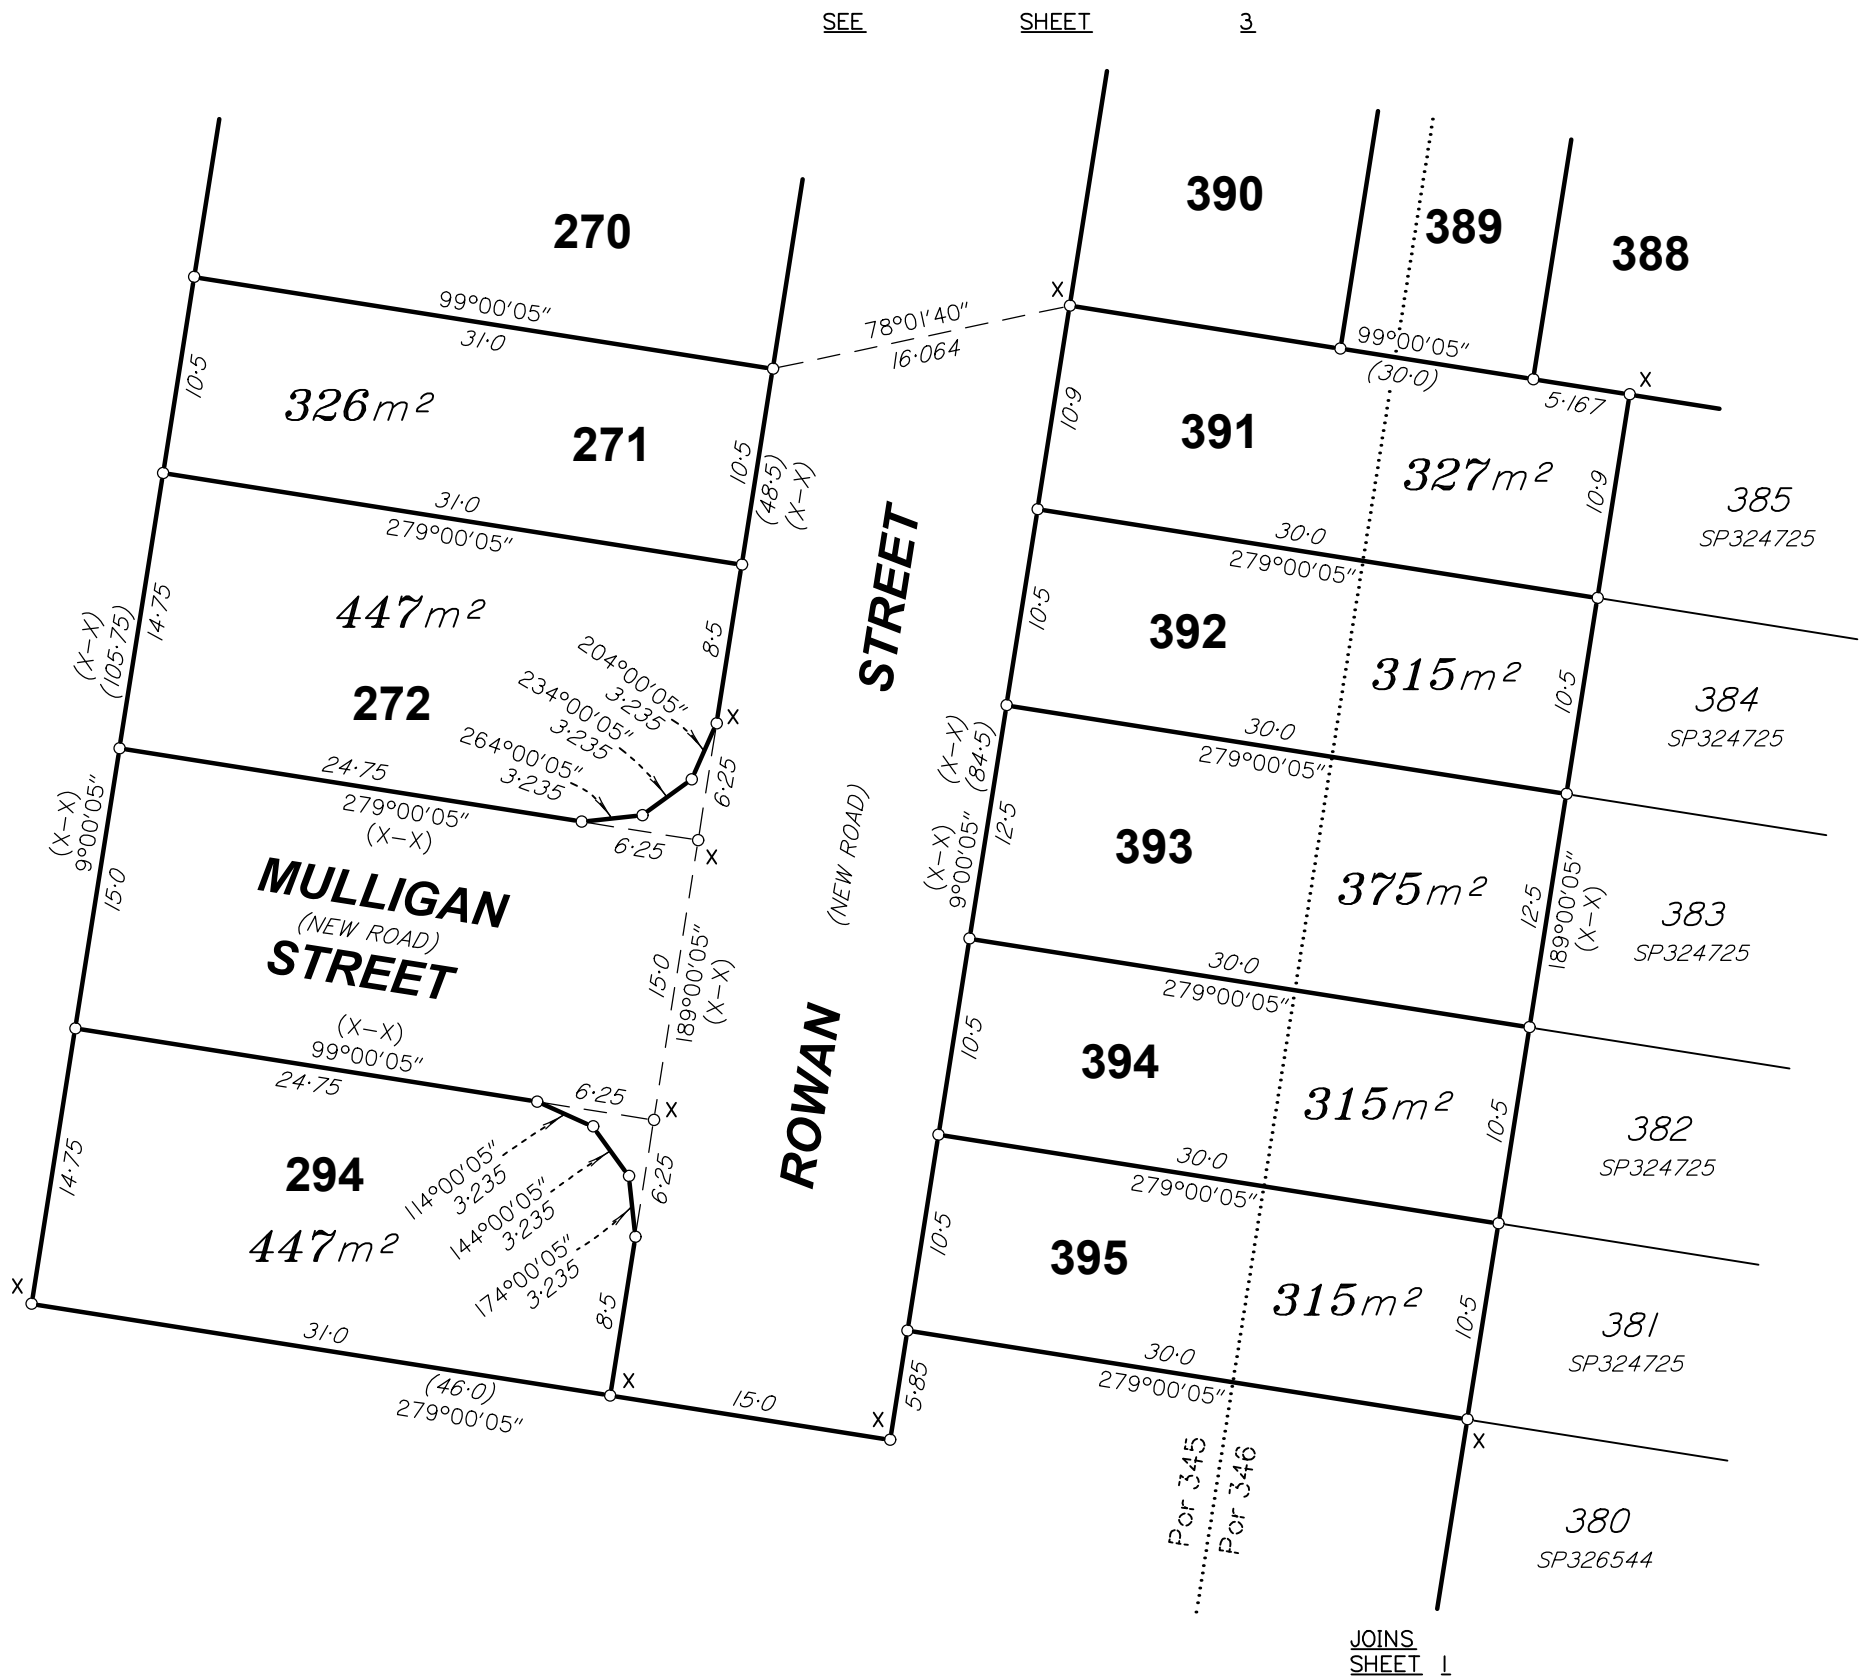 SEE SHEET 3
270
390
389
388
99°00'05"
31·0
78°01'40"
16·064
X
99°00'05"
(30·0)
5·167
X
10·5
326m²
271
10·5
(48·5)
(X–X)
10·9
391
327m²
10·9
385
SP324725
31·0
279°00'05"
30·0
279°00'05"
(X–X)
(105·75)
14·75
447m²
272
8·5
204°00'05"
3·235
234°00'05"
3·235
264°00'05"
3·235
X
6·25
STREET
10·5
392
315m²
10·5
384
SP324725
24·75
279°00'05"
(X–X)
6·25
X
30·0
279°00'05"
(X–X)
(84·5)
(X–X)
9°00'05"
15·0
MULLIGAN
(NEW ROAD)
STREET
(NEW ROAD)
(X–X)
9°00'05"
12·5
393
375m²
12·5
189°00'05"
(X–X)
383
SP324725
15·0
189°00'05"
(X–X)
30·0
279°00'05"
(X–X)
99°00'05"
24·75
6·25
X
ROWAN
10·5
394
315m²
10·5
382
SP324725
14·75
294
447m²
114°00'05"
3·235
144°00'05"
3·235
174°00'05"
3·235
6·25
8·5
30·0
279°00'05"
10·5
395
315m²
10·5
381
SP324725
X
31·0
(46·0)
279°00'05"
X
15·0
X
5·85
30·0
279°00'05"
X
Por 345
Por 346
380
SP326544
JOINS
SHEET 1